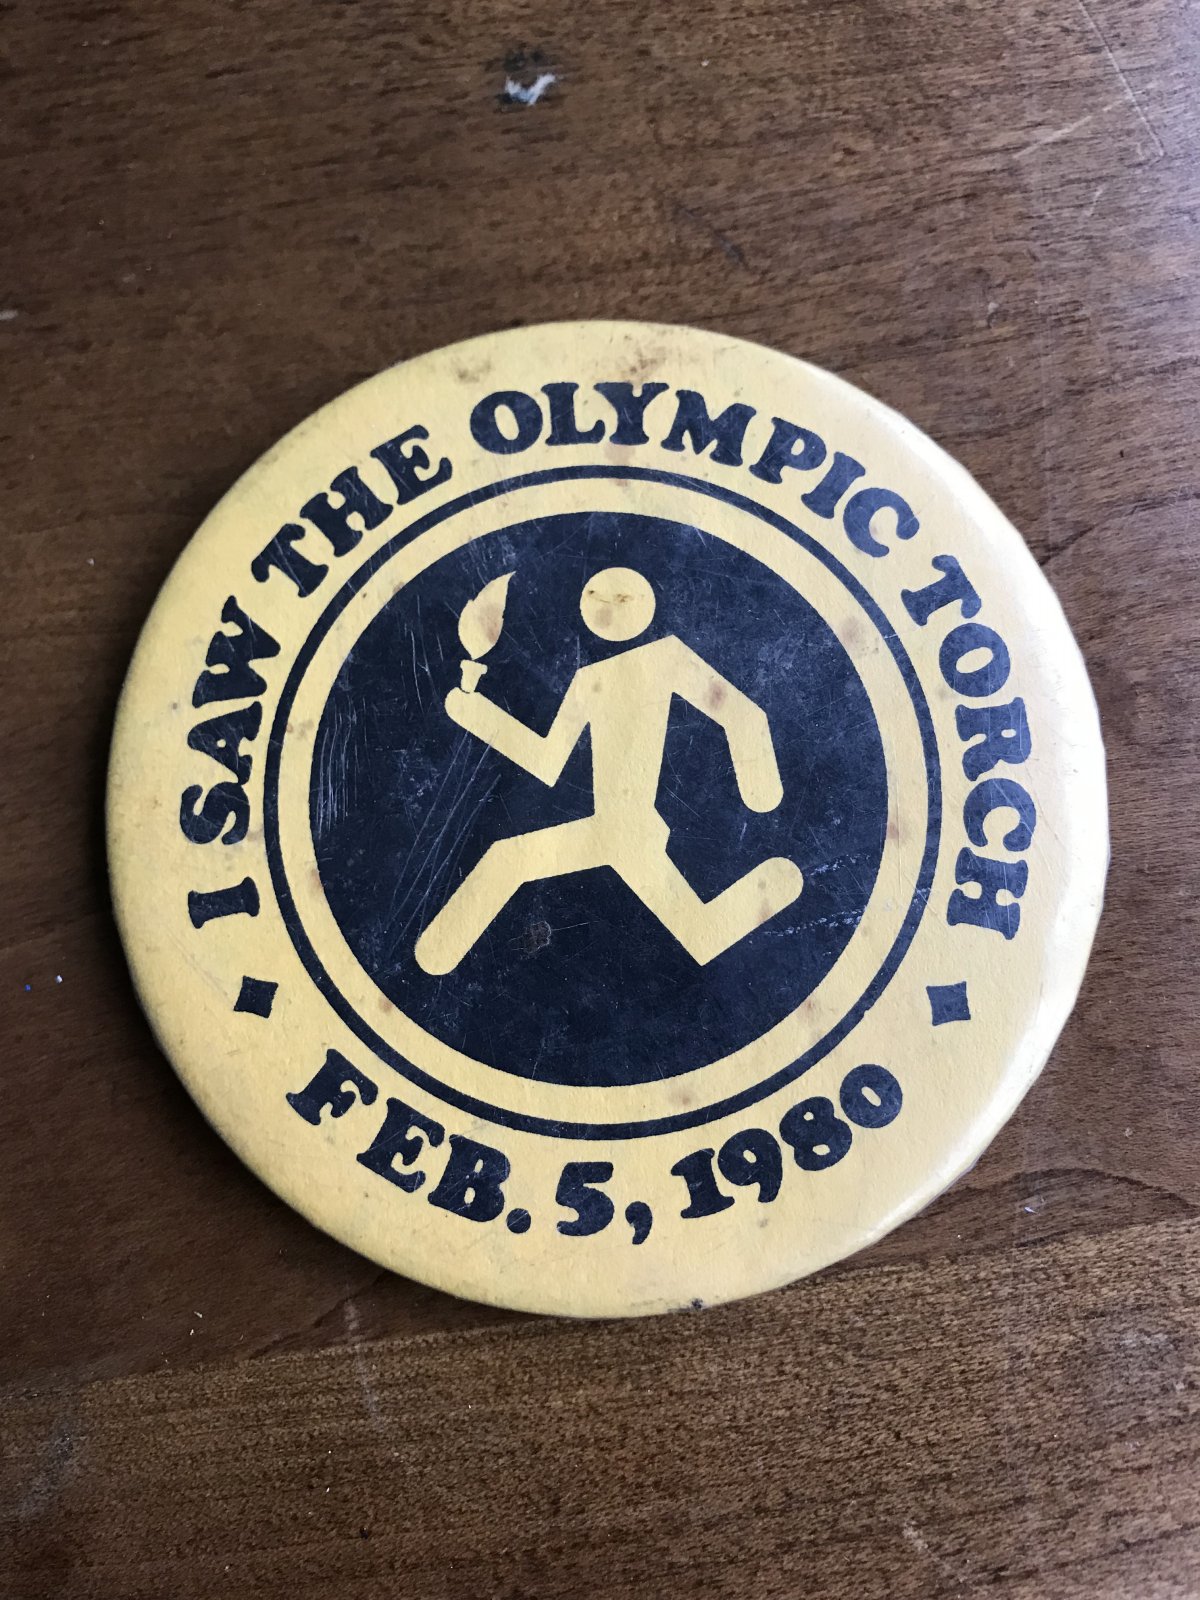 I SAW THE OLYMPIC TORCH
FEB. 5, 1980